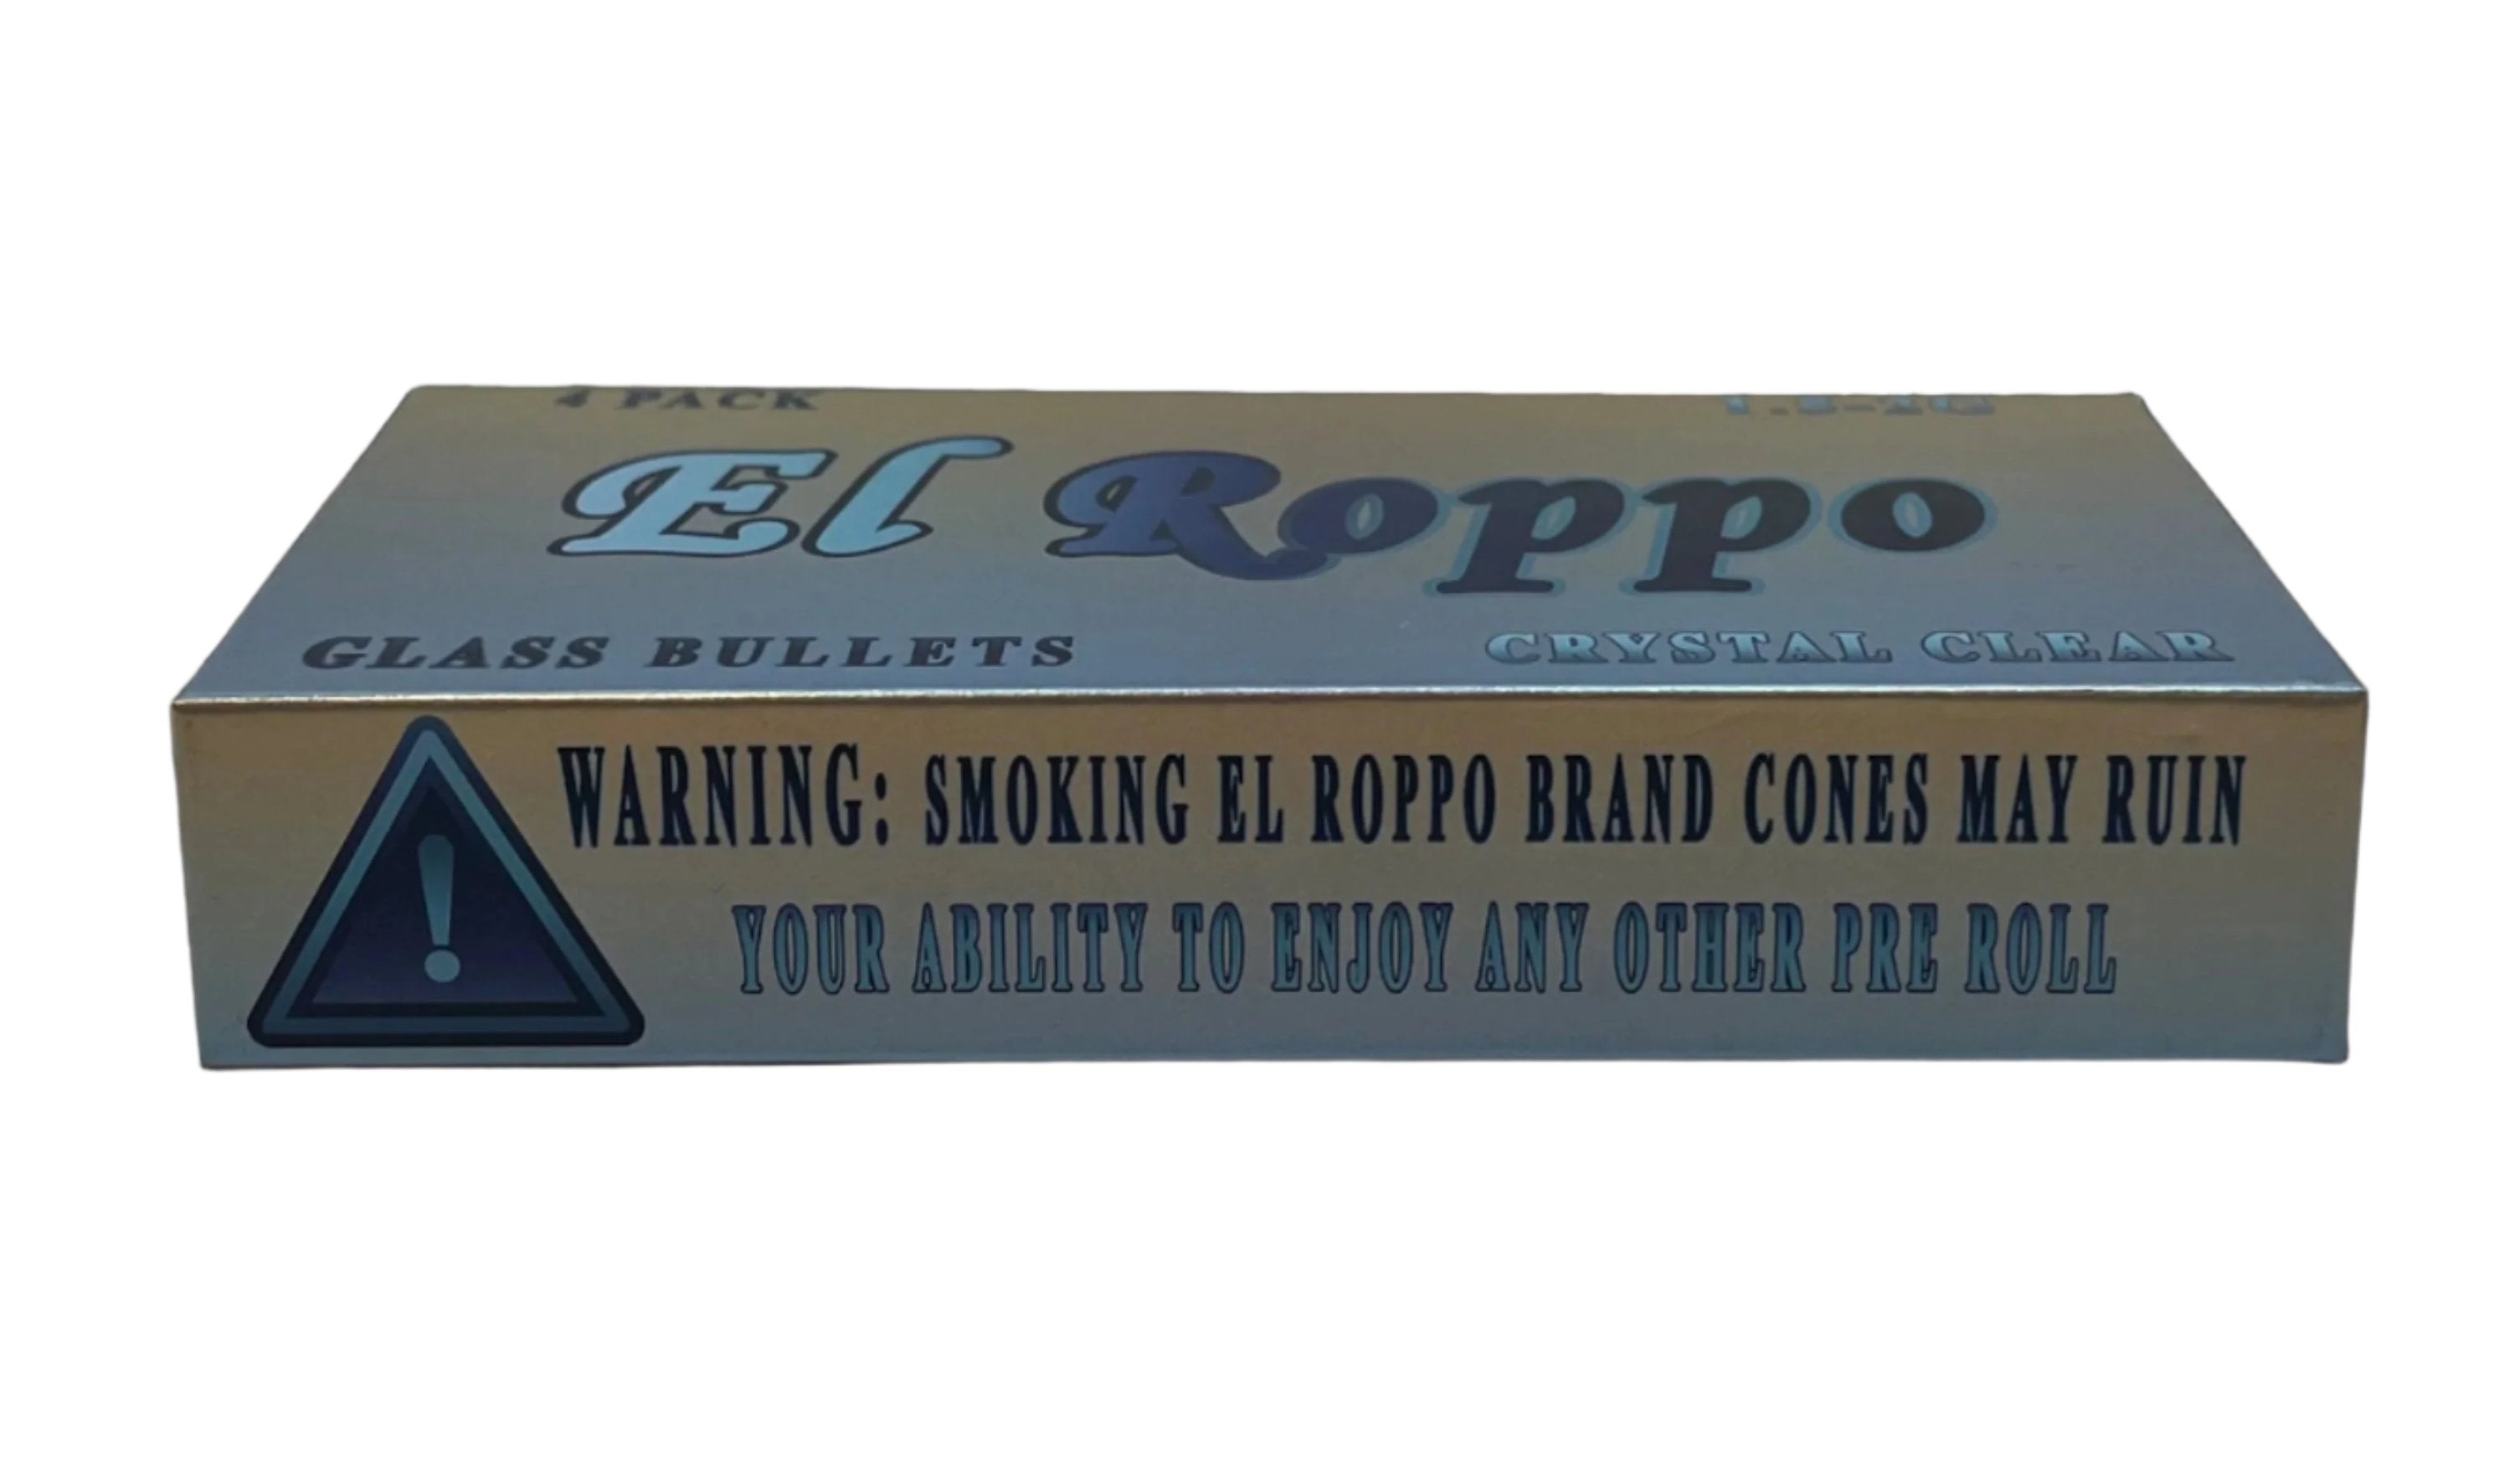 4 PACK
El Roppo
GLASS BULLETS CRYSTAL CLEAR
WARNING: SMOKING EL ROPPO BRAND CONES MAY RUIN
YOUR ABILITY TO ENJOY ANY OTHER PRE ROLL